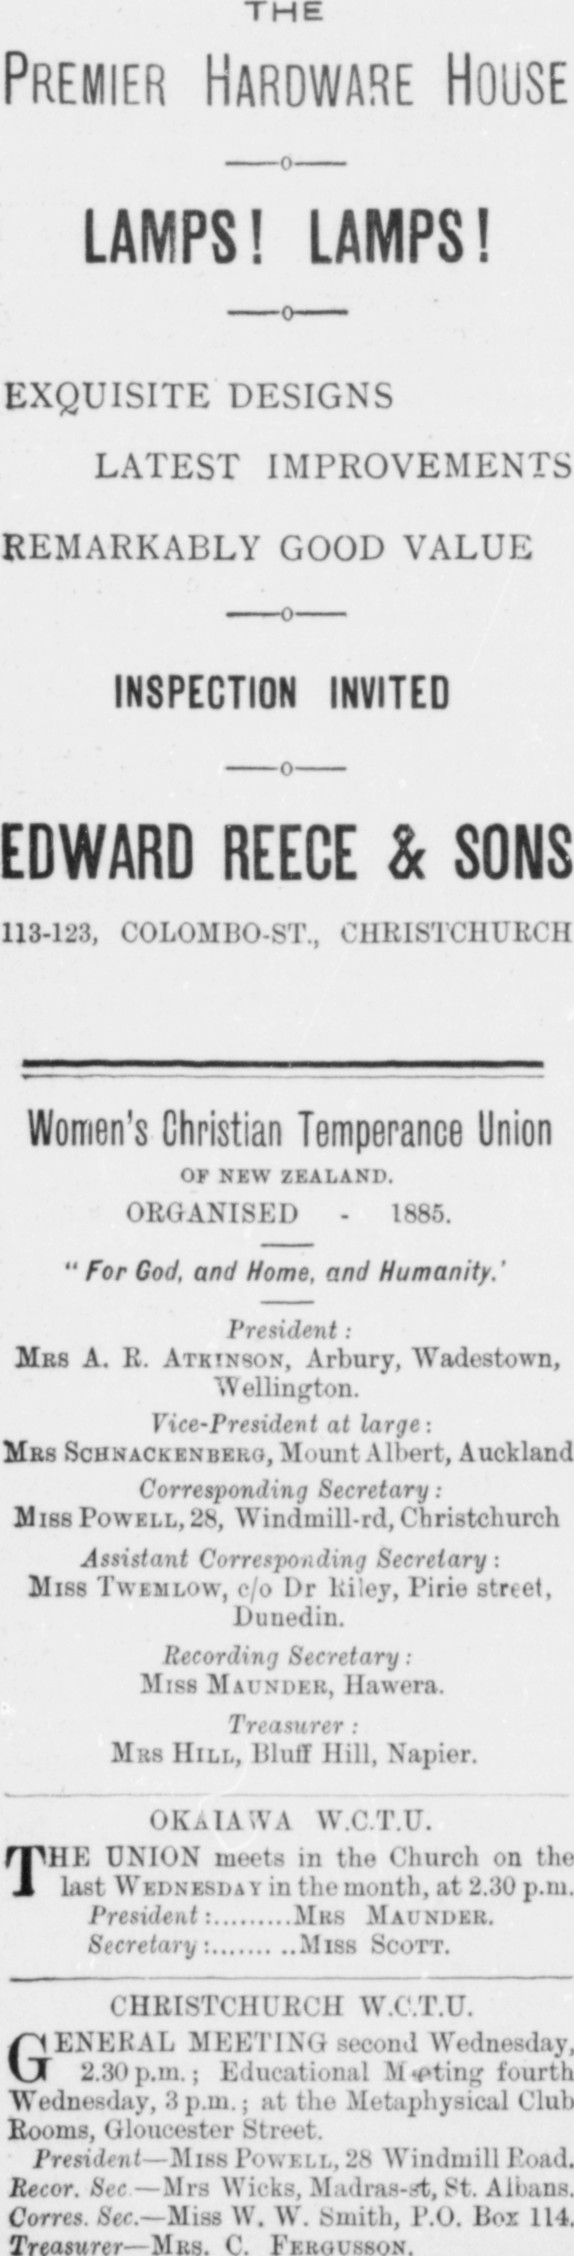 THE
PREMIER HARDWARE HOUSE
LAMPS! LAMPS!
EXQUISITE DESIGNS
LATEST IMPROVEMENTS
REMARKABLY GOOD VALUE
INSPECTION INVITED
EDWARD REECE & SONS
113-123, COLOMBO-ST., CHRISTCHURCH
Women's Christian Temperance Union
OF NEW ZEALAND.
ORGANISED - 1885.
"For God, and Home, and Humanity.'
President:
MRS A. R. ATKINSON, Arbury, Wadestown,
Wellington.
Vice-President at large:
MRS SCHNACKENBERG, Mount Albert, Auckland
Corresponding Secretary:
MISS POWELL, 28, Windmill-rd, Christchurch
Assistant Corresponding Secretary:
MISS TWEMLOW, c/o Dr Riley, Pirie street,
Dunedin.
Recording Secretary:
MISS MAUNDER, Hawera.
Treasurer:
MRS HILL, Bluff Hill, Napier.
OKAIAWA W.C.T.U.
THE UNION meets in the Church on the
last WEDNESDAY in the month, at 2.30 p.m.
President:.........MRS MAUNDER.
Secretary:.........MISS SCOTT.
CHRISTCHURCH W.C.T.U.
GENERAL MEETING second Wednesday,
2.30 p.m.; Educational Meeting fourth
Wednesday, 3 p.m.; at the Metaphysical Club
Rooms, Gloucester Street.
President—MISS POWELL, 28 Windmill Road.
Recor. Sec.—Mrs Wicks, Madras-st, St. Albans.
Corres. Sec.—Miss W. W. Smith, P.O. Box 114.
Treasurer—MRS. C. FERGUSSON.